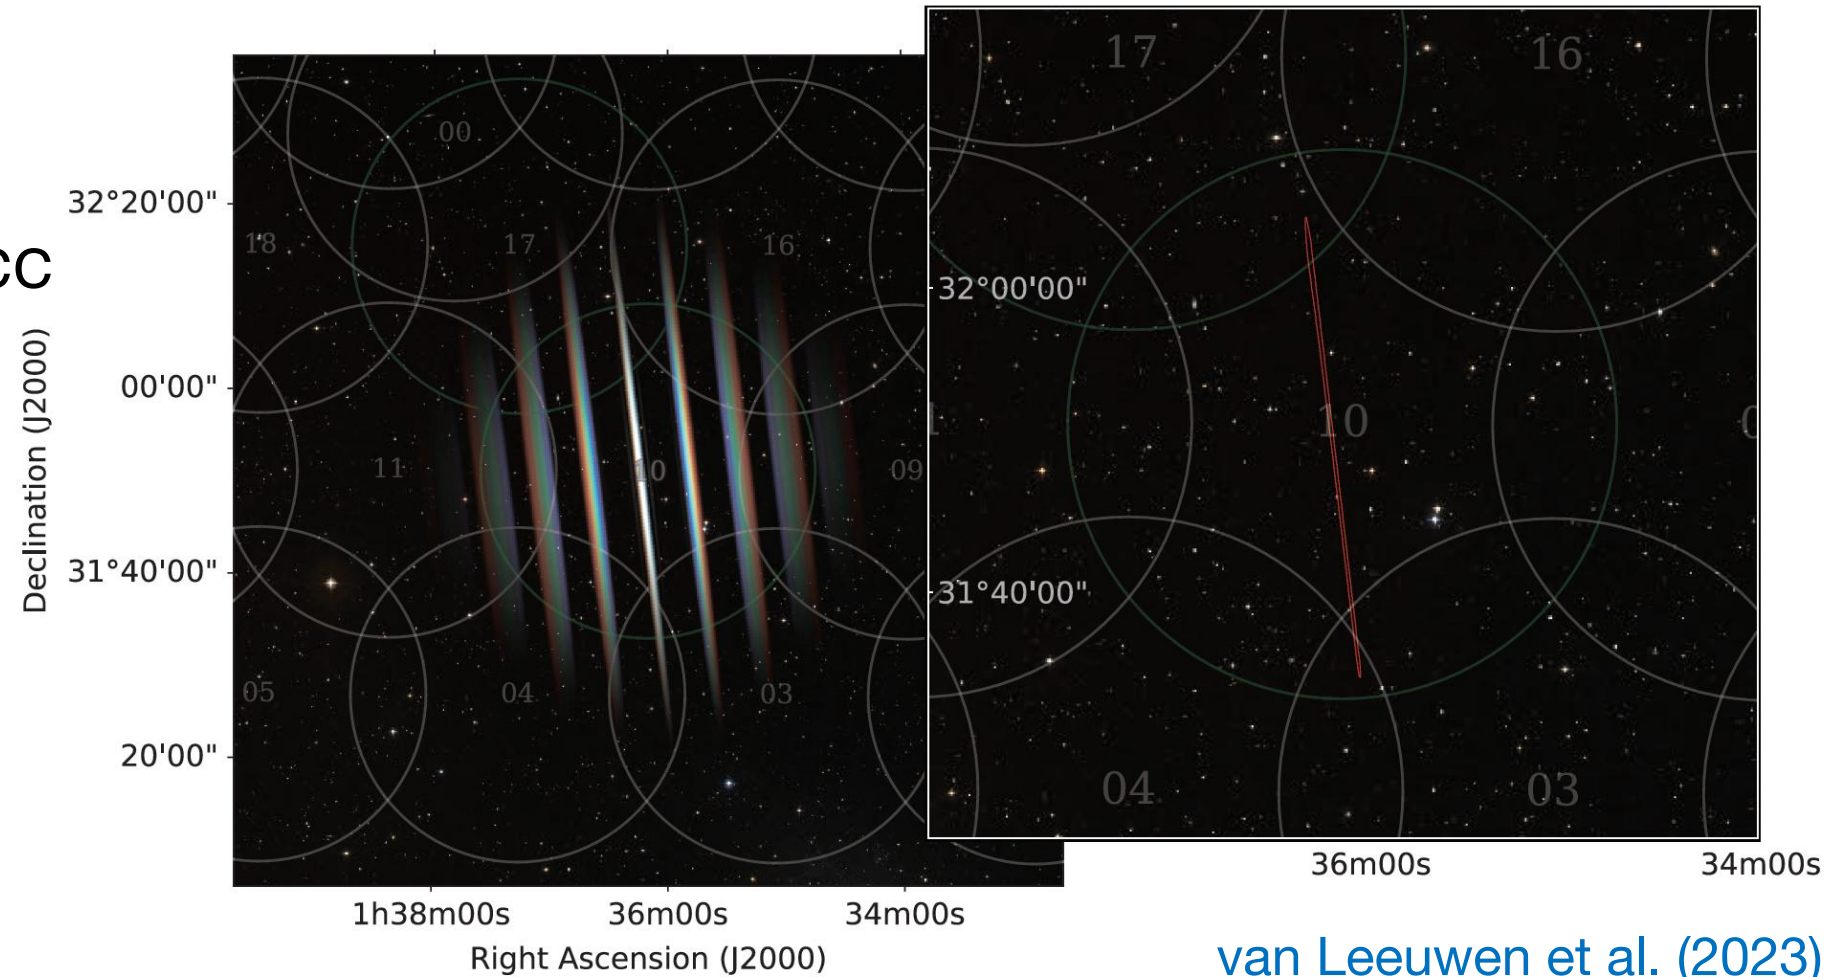 cc
Declination (J2000)
32°20'00"
00'00"
31°40'00"
20'00"
00
18
17
16
11
10
09
05
04
03
1h38m00s
36m00s
34m00s
Right Ascension (J2000)
17
16
32°00'00"
10
31°40'00"
04
03
36m00s
34m00s
van Leeuwen et al. (2023)